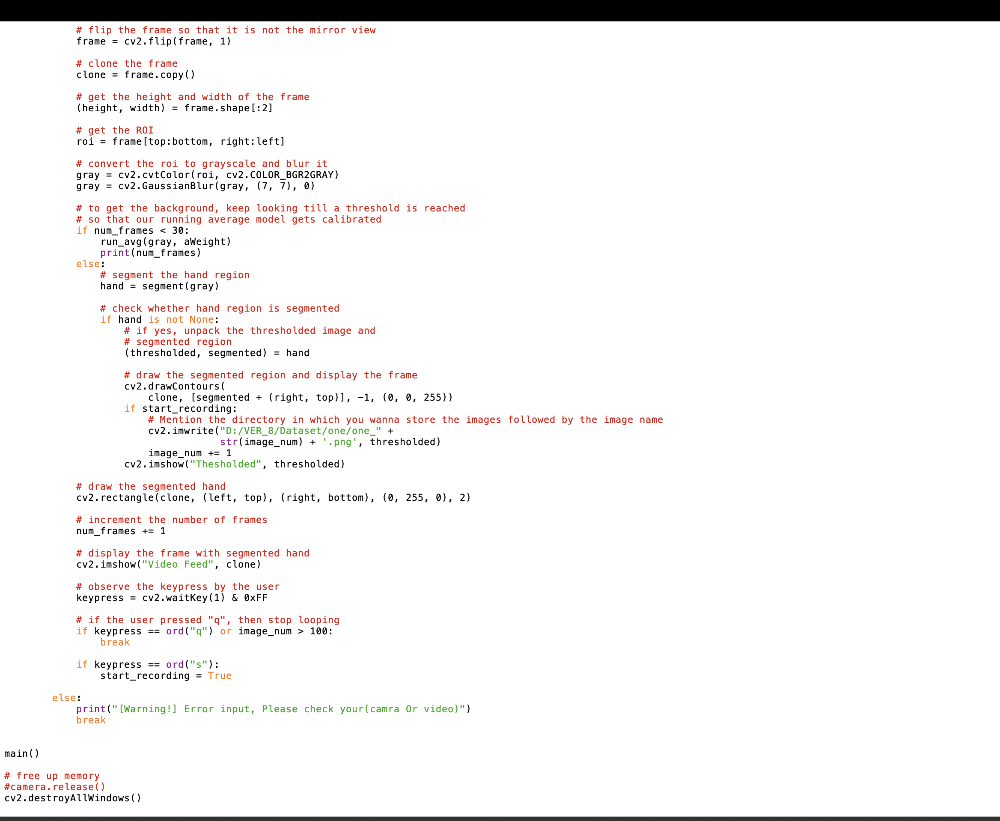 # flip the frame so that it is not the mirror view
            frame = cv2.flip(frame, 1)

            # clone the frame
            clone = frame.copy()

            # get the height and width of the frame
            (height, width) = frame.shape[:2]

            # get the ROI
            roi = frame[top:bottom, right:left]

            # convert the roi to grayscale and blur it
            gray = cv2.cvtColor(roi, cv2.COLOR_BGR2GRAY)
            gray = cv2.GaussianBlur(gray, (7, 7), 0)

            # to get the background, keep looking till a threshold is reached
            # so that our running average model gets calibrated
            if num_frames < 30:
                run_avg(gray, aWeight)
                print(num_frames)
            else:
                # segment the hand region
                hand = segment(gray)

                # check whether hand region is segmented
                if hand is not None:
                    # if yes, unpack the thresholded image and
                    # segmented region
                    (thresholded, segmented) = hand

                    # draw the segmented region and display the frame
                    cv2.drawContours(
                        clone, [segmented + (right, top)], -1, (0, 0, 255))
                    if start_recording:
                        # Mention the directory in which you wanna store the images followed by the image name
                        cv2.imwrite("D:/VER_8/Dataset/one/one_" +
                                    str(image_num) + '.png', thresholded)
                        image_num += 1
                    cv2.imshow("Thesholded", thresholded)

            # draw the segmented hand
            cv2.rectangle(clone, (left, top), (right, bottom), (0, 255, 0), 2)

            # increment the number of frames
            num_frames += 1

            # display the frame with segmented hand
            cv2.imshow("Video Feed", clone)

            # observe the keypress by the user
            keypress = cv2.waitKey(1) & 0xFF

            # if the user pressed "q", then stop looping
            if keypress == ord("q") or image_num > 100:
                break

            if keypress == ord("s"):
                start_recording = True

        else:
            print("[Warning!] Error input, Please check your(camra Or video)")
            break


main()

# free up memory
#camera.release()
cv2.destroyAllWindows()